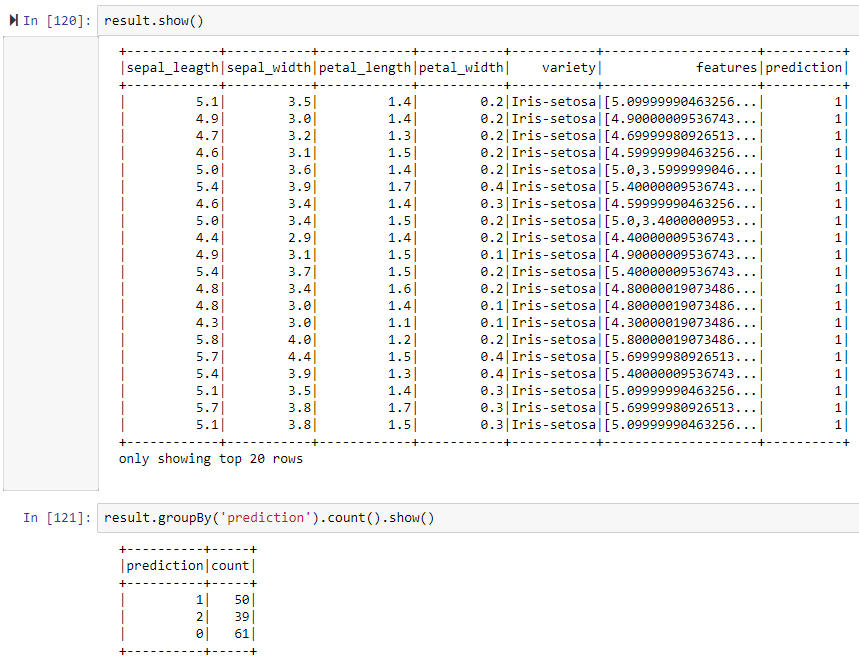 In [120]: result.show()
+------------+-----------+------------+-----------+-----------+--------------------+----------+
|sepal_leagth|sepal_width|petal_length|petal_width|    variety|            features|prediction|
+------------+-----------+------------+-----------+-----------+--------------------+----------+
|         5.1|        3.5|         1.4|        0.2|Iris-setosa|[5.09999990463256...|         1|
|         4.9|        3.0|         1.4|        0.2|Iris-setosa|[4.90000009536743...|         1|
|         4.7|        3.2|         1.3|        0.2|Iris-setosa|[4.69999980926513...|         1|
|         4.6|        3.1|         1.5|        0.2|Iris-setosa|[4.59999990463256...|         1|
|         5.0|        3.6|         1.4|        0.2|Iris-setosa|[5.0,3.5999999046...|         1|
|         5.4|        3.9|         1.7|        0.4|Iris-setosa|[5.40000009536743...|         1|
|         4.6|        3.4|         1.4|        0.3|Iris-setosa|[4.59999990463256...|         1|
|         5.0|        3.4|         1.5|        0.2|Iris-setosa|[5.0,3.4000000953...|         1|
|         4.4|        2.9|         1.4|        0.2|Iris-setosa|[4.40000009536743...|         1|
|         4.9|        3.1|         1.5|        0.1|Iris-setosa|[4.90000009536743...|         1|
|         5.4|        3.7|         1.5|        0.2|Iris-setosa|[5.40000009536743...|         1|
|         4.8|        3.4|         1.6|        0.2|Iris-setosa|[4.80000019073486...|         1|
|         4.8|        3.0|         1.4|        0.1|Iris-setosa|[4.80000019073486...|         1|
|         4.3|        3.0|         1.1|        0.1|Iris-setosa|[4.30000019073486...|         1|
|         5.8|        4.0|         1.2|        0.2|Iris-setosa|[5.80000019073486...|         1|
|         5.7|        4.4|         1.5|        0.4|Iris-setosa|[5.69999980926513...|         1|
|         5.4|        3.9|         1.3|        0.4|Iris-setosa|[5.40000009536743...|         1|
|         5.1|        3.5|         1.4|        0.3|Iris-setosa|[5.09999990463256...|         1|
|         5.7|        3.8|         1.7|        0.3|Iris-setosa|[5.69999980926513...|         1|
|         5.1|        3.8|         1.5|        0.3|Iris-setosa|[5.09999990463256...|         1|
+------------+-----------+------------+-----------+-----------+--------------------+----------+
only showing top 20 rows
In [121]: result.groupBy('prediction').count().show()
+----------+-----+
|prediction|count|
+----------+-----+
|         1|   50|
|         2|   39|
|         0|   61|
+----------+-----+